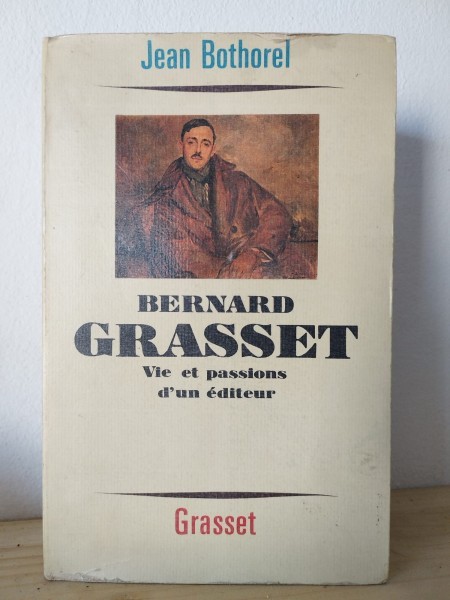 Jean Bothorel
BERNARD
GRASSET
Vie et passions
d'un éditeur
Grasset